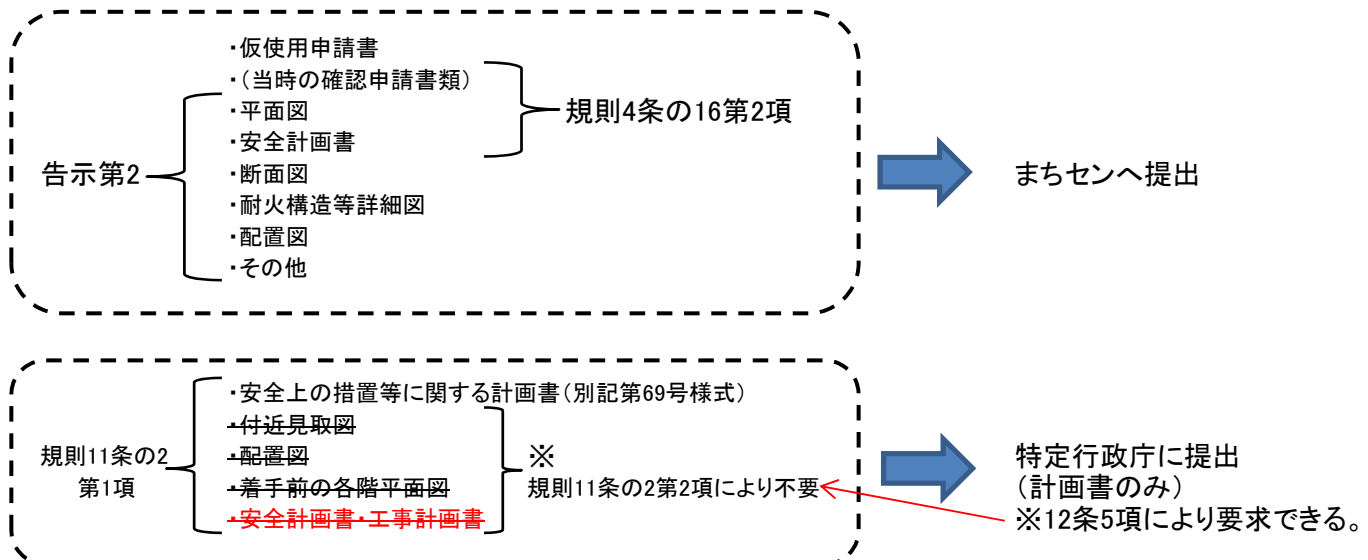 ・仮使用申請書
・（当時の確認申請書類）
・平面図
・安全計画書
・断面図
・耐火構造等詳細図
・配置図
・その他
告示第2
規則4条の16第2項
まちセンへ提出
・安全上の措置等に関する計画書（別記第69号様式）
・付近見取図
・配置図
・着手前の各階平面図
・安全計画書・工事計画書
規則11条の2
第1項
※
規則11条の2第2項により不要
特定行政庁に提出
（計画書のみ）
※12条5項により要求できる。